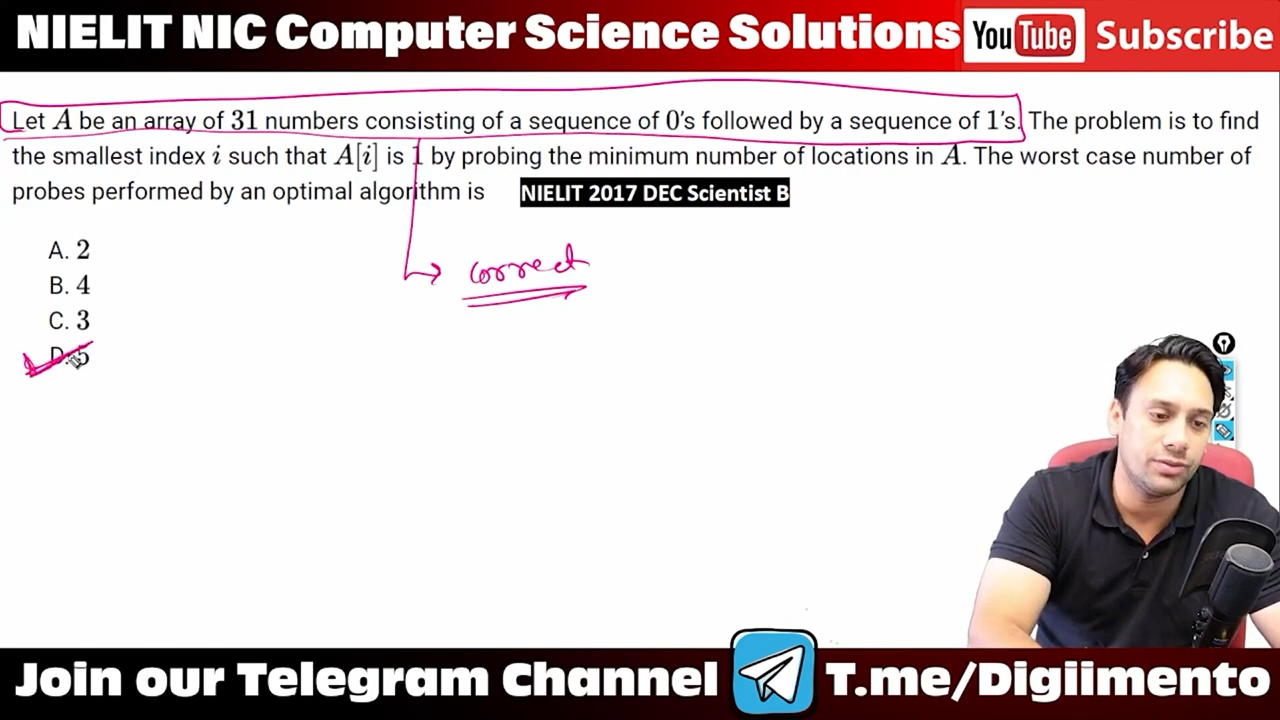 NIELIT NIC Computer Science Solutions YouTube Subscribe
Let A be an array of 31 numbers consisting of a sequence of 0's followed by a sequence of 1's. The problem is to find
the smallest index i such that A[i] is 1 by probing the minimum number of locations in A. The worst case number of
probes performed by an optimal algorithm is NIELIT 2017 DEC Scientist B
A. 2
B. 4
C. 3
D. 5
correct
Join our Telegram Channel T.me/Digiimento